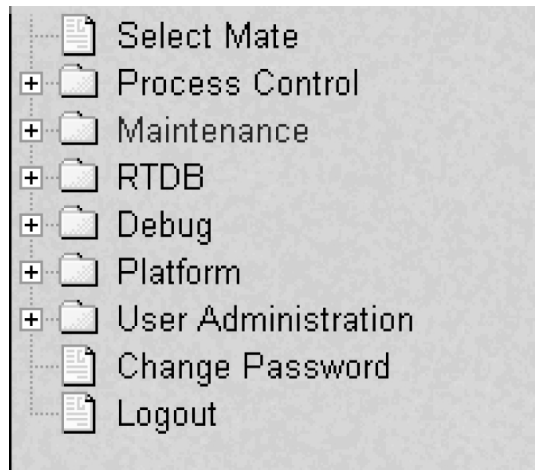 Select Mate
Process Control
Maintenance
RTDB
Debug
Platform
User Administration
Change Password
Logout